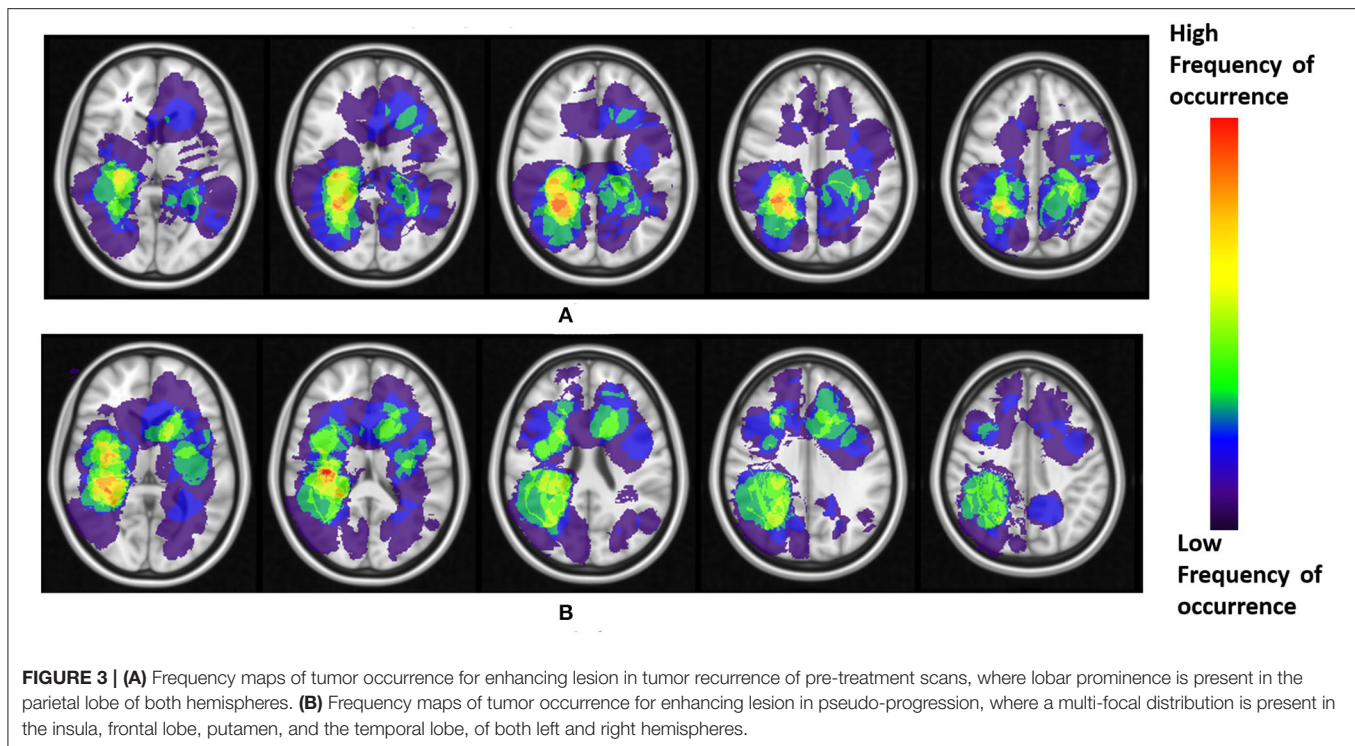 High
Frequency of
occurrence
A
Low
Frequency of
occurrence
B
FIGURE 3 | (A) Frequency maps of tumor occurrence for enhancing lesion in tumor recurrence of pre-treatment scans, where lobar prominence is present in the
parietal lobe of both hemispheres. (B) Frequency maps of tumor occurrence for enhancing lesion in pseudo-progression, where a multi-focal distribution is present in
the insula, frontal lobe, putamen, and the temporal lobe, of both left and right hemispheres.